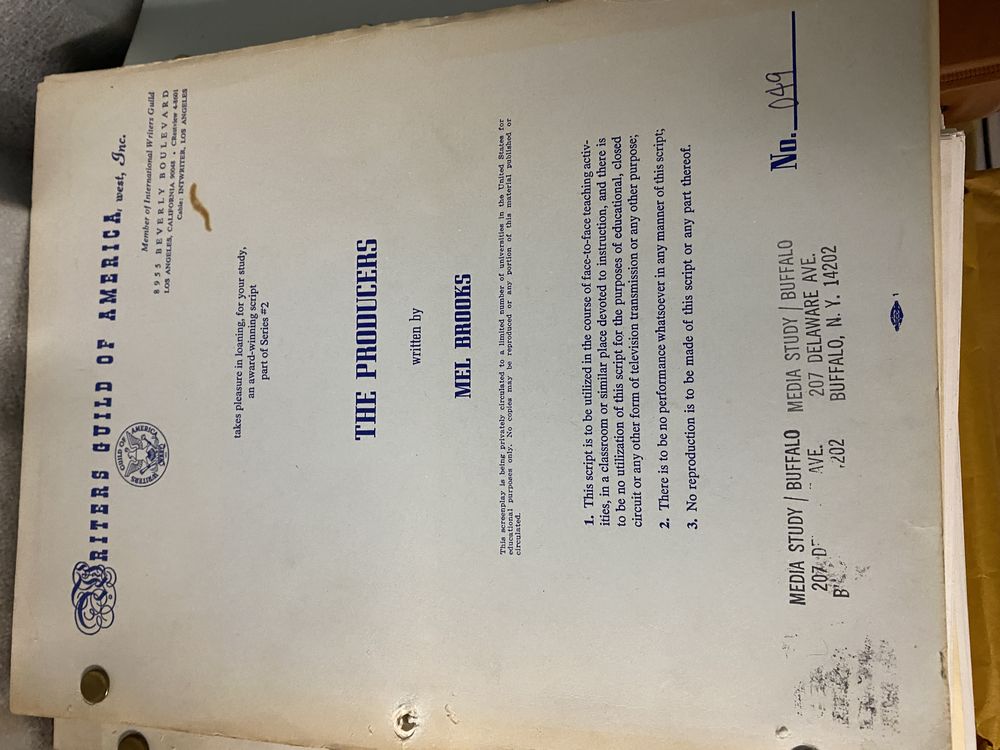 WRITERS GUILD OF AMERICA, west, Inc.
Member of International Writers Guild
8955 BEVERLY BOULEVARD
LOS ANGELES, CALIFORNIA 90048 • CRestview 4-8601
Cable: INTWRITER, LOS ANGELES
WRITERS GUILD OF AMERICA
takes pleasure in loaning, for your study,
an award-winning script
part of Series #2
THE PRODUCERS
written by
MEL BROOKS
This screenplay is being privately circulated to a limited number of universities in the United States for
educational purposes only. No copies may be reproduced or any portion of this material published or
circulated.
1. This script is to be utilized in the course of face-to-face teaching activ-
ities, in a classroom or similar place devoted to instruction, and there is
to be no utilization of this script for the purposes of educational, closed
circuit or any other form of television transmission or any other purpose;
2. There is to be no performance whatsoever in any manner of this script;
3. No reproduction is to be made of this script or any part thereof.
No. 049
MEDIA STUDY / BUFFALO
207 DELAWARE AVE.
BUFFALO, N. Y. 14202
MEDIA STUDY / BUFFALO
207 AVE.
202
1